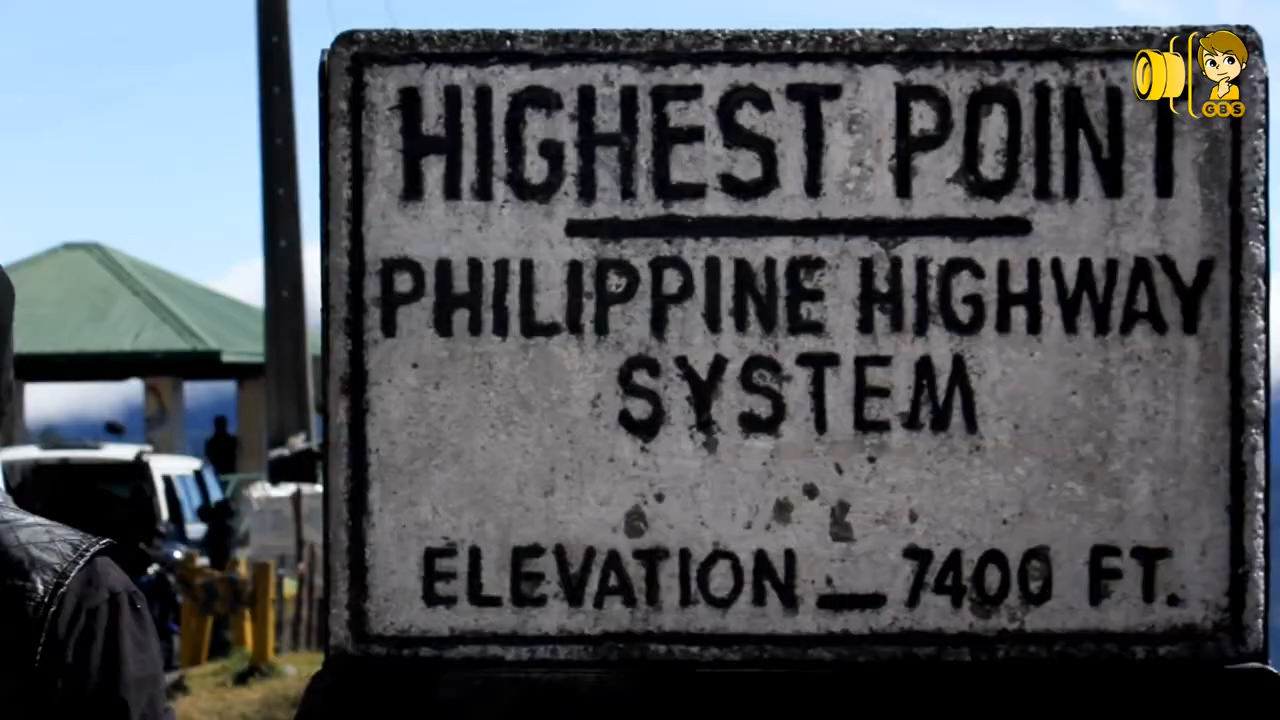 GBS
HIGHEST POINT
PHILIPPINE HIGHWAY
SYSTEM
ELEVATION _ 7400 FT.